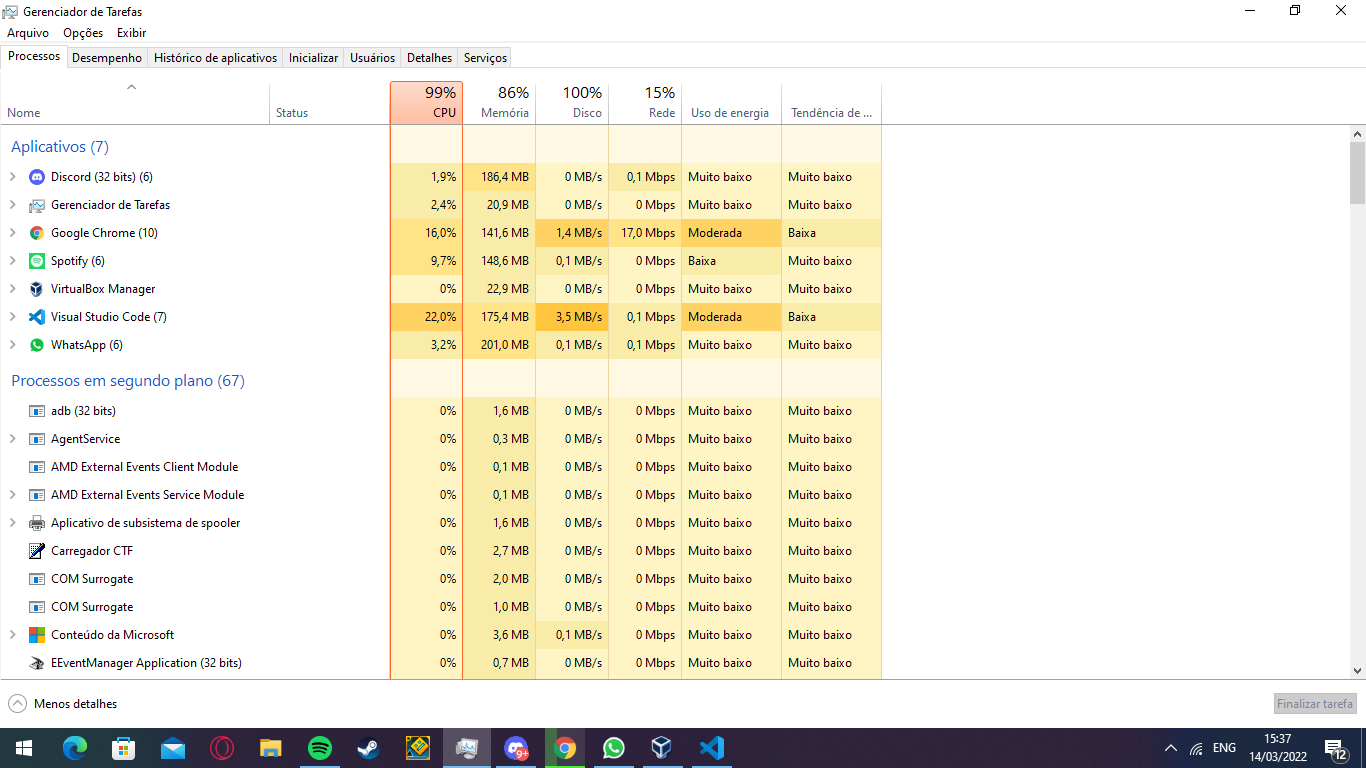 Gerenciador de Tarefas
Arquivo Opções Exibir
Processos Desempenho Histórico de aplicativos Inicializar Usuários Detalhes Serviços
99% 86% 100% 15%
Nome Status CPU Memória Disco Rede Uso de energia Tendência de ...
Aplicativos (7)
Discord (32 bits) (6) 1,9% 186,4 MB 0 MB/s 0,1 Mbps Muito baixo Muito baixo
Gerenciador de Tarefas 2,4% 20,9 MB 0 MB/s 0 Mbps Muito baixo Muito baixo
Google Chrome (10) 16,0% 141,6 MB 1,4 MB/s 17,0 Mbps Moderada Baixa
Spotify (6) 9,7% 148,6 MB 0,1 MB/s 0 Mbps Baixa Muito baixo
VirtualBox Manager 0% 22,9 MB 0 MB/s 0 Mbps Muito baixo Muito baixo
Visual Studio Code (7) 22,0% 175,4 MB 3,5 MB/s 0,1 Mbps Moderada Baixa
WhatsApp (6) 3,2% 201,0 MB 0,1 MB/s 0,1 Mbps Muito baixo Muito baixo
Processos em segundo plano (67)
adb (32 bits) 0% 1,6 MB 0 MB/s 0 Mbps Muito baixo Muito baixo
AgentService 0% 0,3 MB 0 MB/s 0 Mbps Muito baixo Muito baixo
AMD External Events Client Module 0% 0,1 MB 0 MB/s 0 Mbps Muito baixo Muito baixo
AMD External Events Service Module 0% 0,1 MB 0 MB/s 0 Mbps Muito baixo Muito baixo
Aplicativo de subsistema de spooler 0% 1,6 MB 0 MB/s 0 Mbps Muito baixo Muito baixo
Carregador CTF 0% 2,7 MB 0 MB/s 0 Mbps Muito baixo Muito baixo
COM Surrogate 0% 2,0 MB 0 MB/s 0 Mbps Muito baixo Muito baixo
COM Surrogate 0% 1,0 MB 0 MB/s 0 Mbps Muito baixo Muito baixo
Conteúdo da Microsoft 0% 3,6 MB 0,1 MB/s 0 Mbps Muito baixo Muito baixo
EEventManager Application (32 bits) 0% 0,7 MB 0 MB/s 0 Mbps Muito baixo Muito baixo
Menos detalhes Finalizar tarefa
9+ ENG 15:37 12
14/03/2022